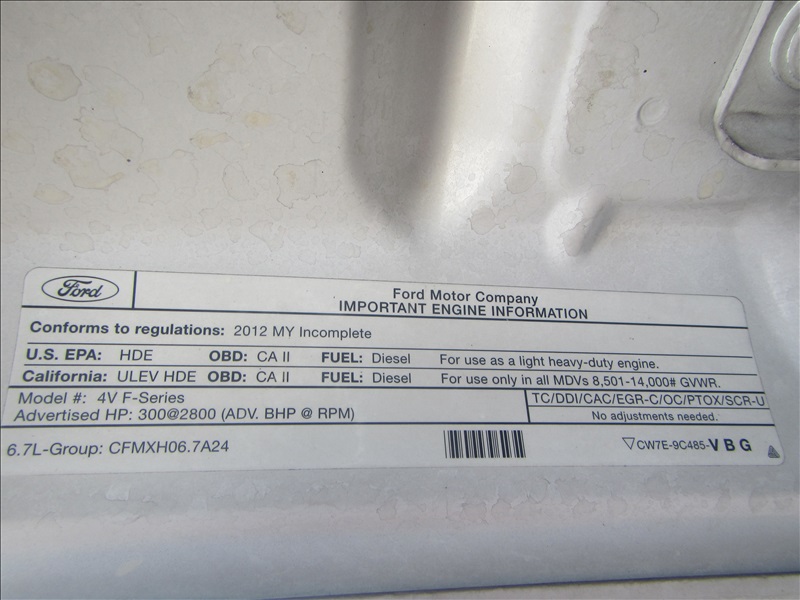 Ford
Ford Motor Company
IMPORTANT ENGINE INFORMATION
Conforms to regulations: 2012 MY Incomplete
U.S. EPA: HDE OBD: CA II FUEL: Diesel For use as a light heavy-duty engine.
California: ULEV HDE OBD: CA II FUEL: Diesel For use only in all MDVs 8,501-14,000# GVWR.
Model #: 4V F-Series
Advertised HP: 300@2800 (ADV. BHP @ RPM)
TC/DDI/CAC/EGR-C/OC/PTOX/SCR-U
No adjustments needed.
6.7L-Group: CFMXH06.7A24
CW7E-9C485-VBG